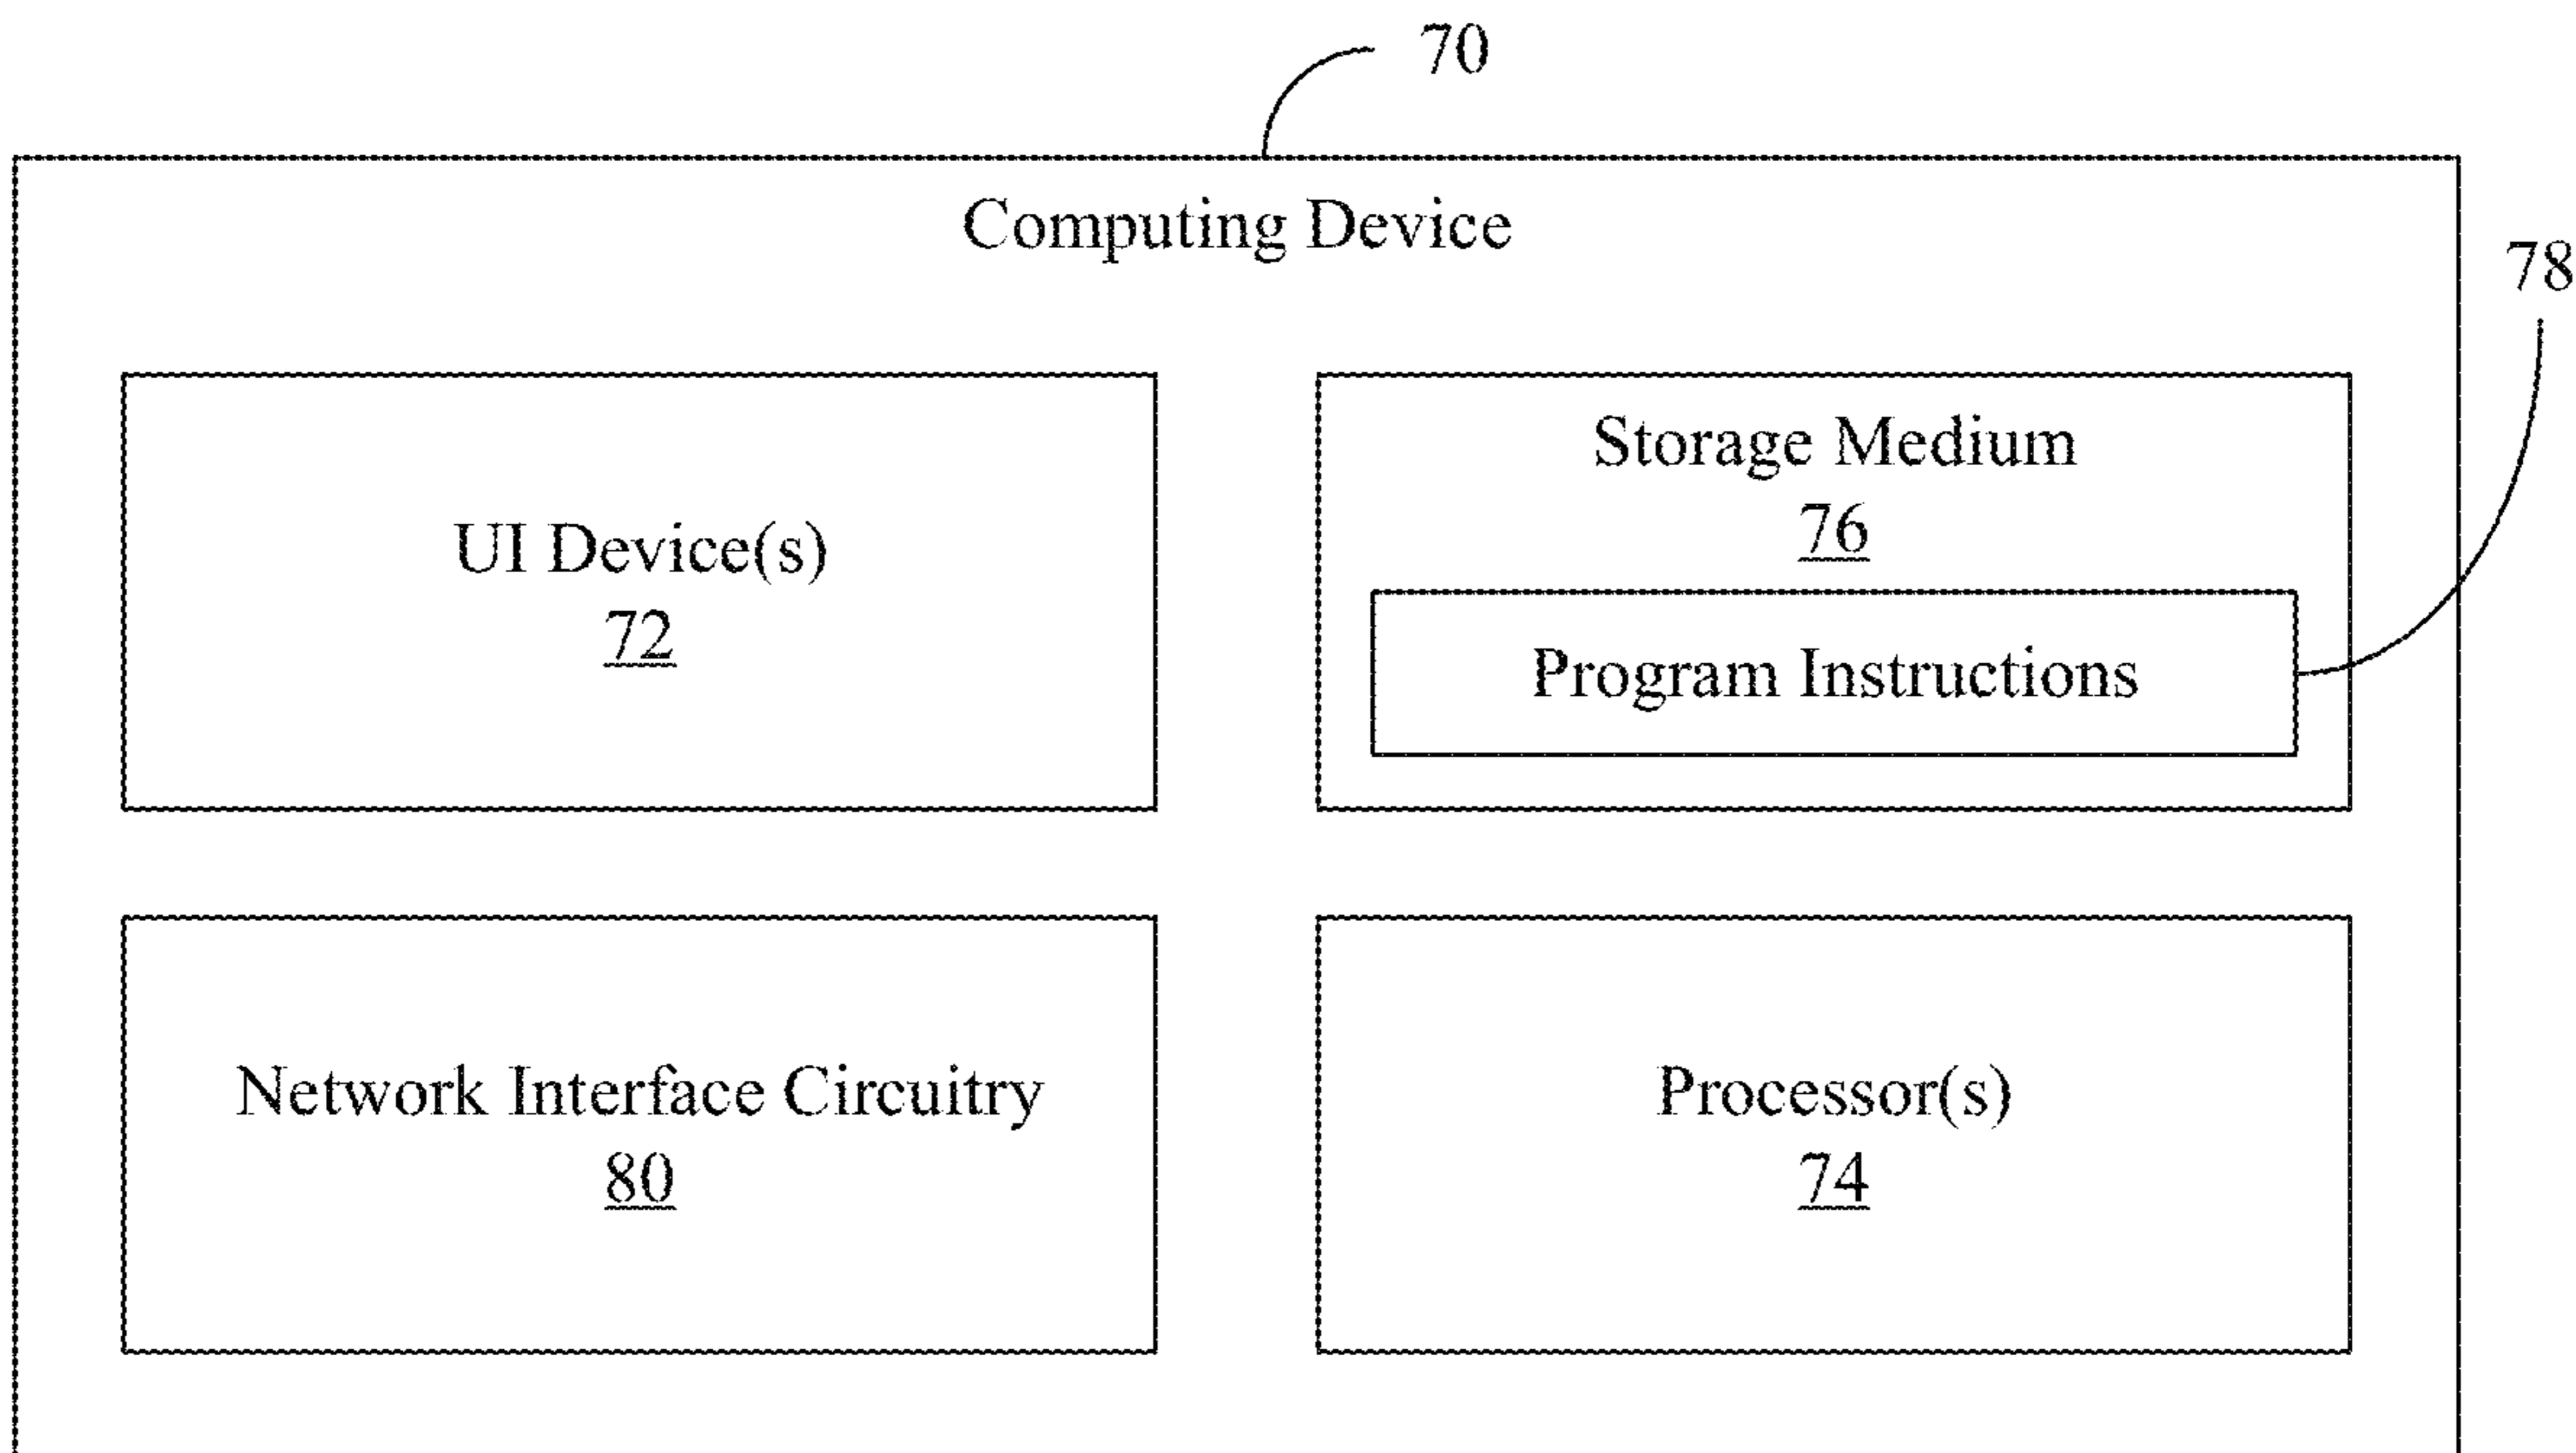 70
Computing Device
78
UI Device(s)
72
Storage Medium
76
Program Instructions
Network Interface Circuitry
80
Processor(s)
74